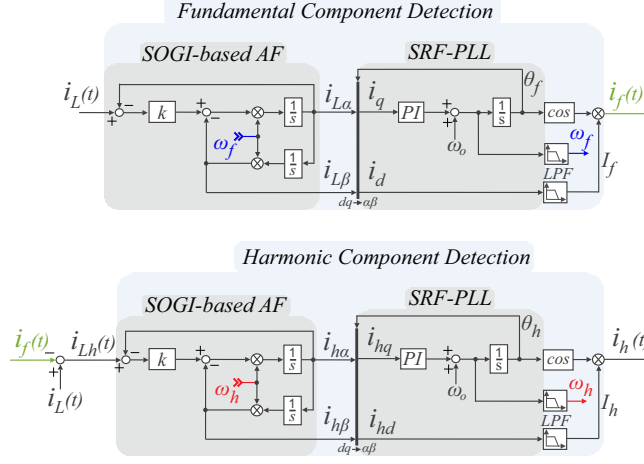 Fundamental Component Detection
SOGI-based AF
SRF-PLL
i_L(t)
k
1/s
1/s
ω_f
i_Lα
i_Lβ
dq→αβ
i_q
i_d
PI
ω_o
1/s
θ_f
cos
ω_f
LPF
I_f
i_f(t)
Harmonic Component Detection
SOGI-based AF
SRF-PLL
i_f(t)
i_L(t)
i_Lh(t)
k
1/s
1/s
ω_h
i_hα
i_hβ
dq→αβ
i_hq
i_hd
PI
ω_o
1/s
θ_h
cos
ω_h
LPF
I_h
i_h(t)